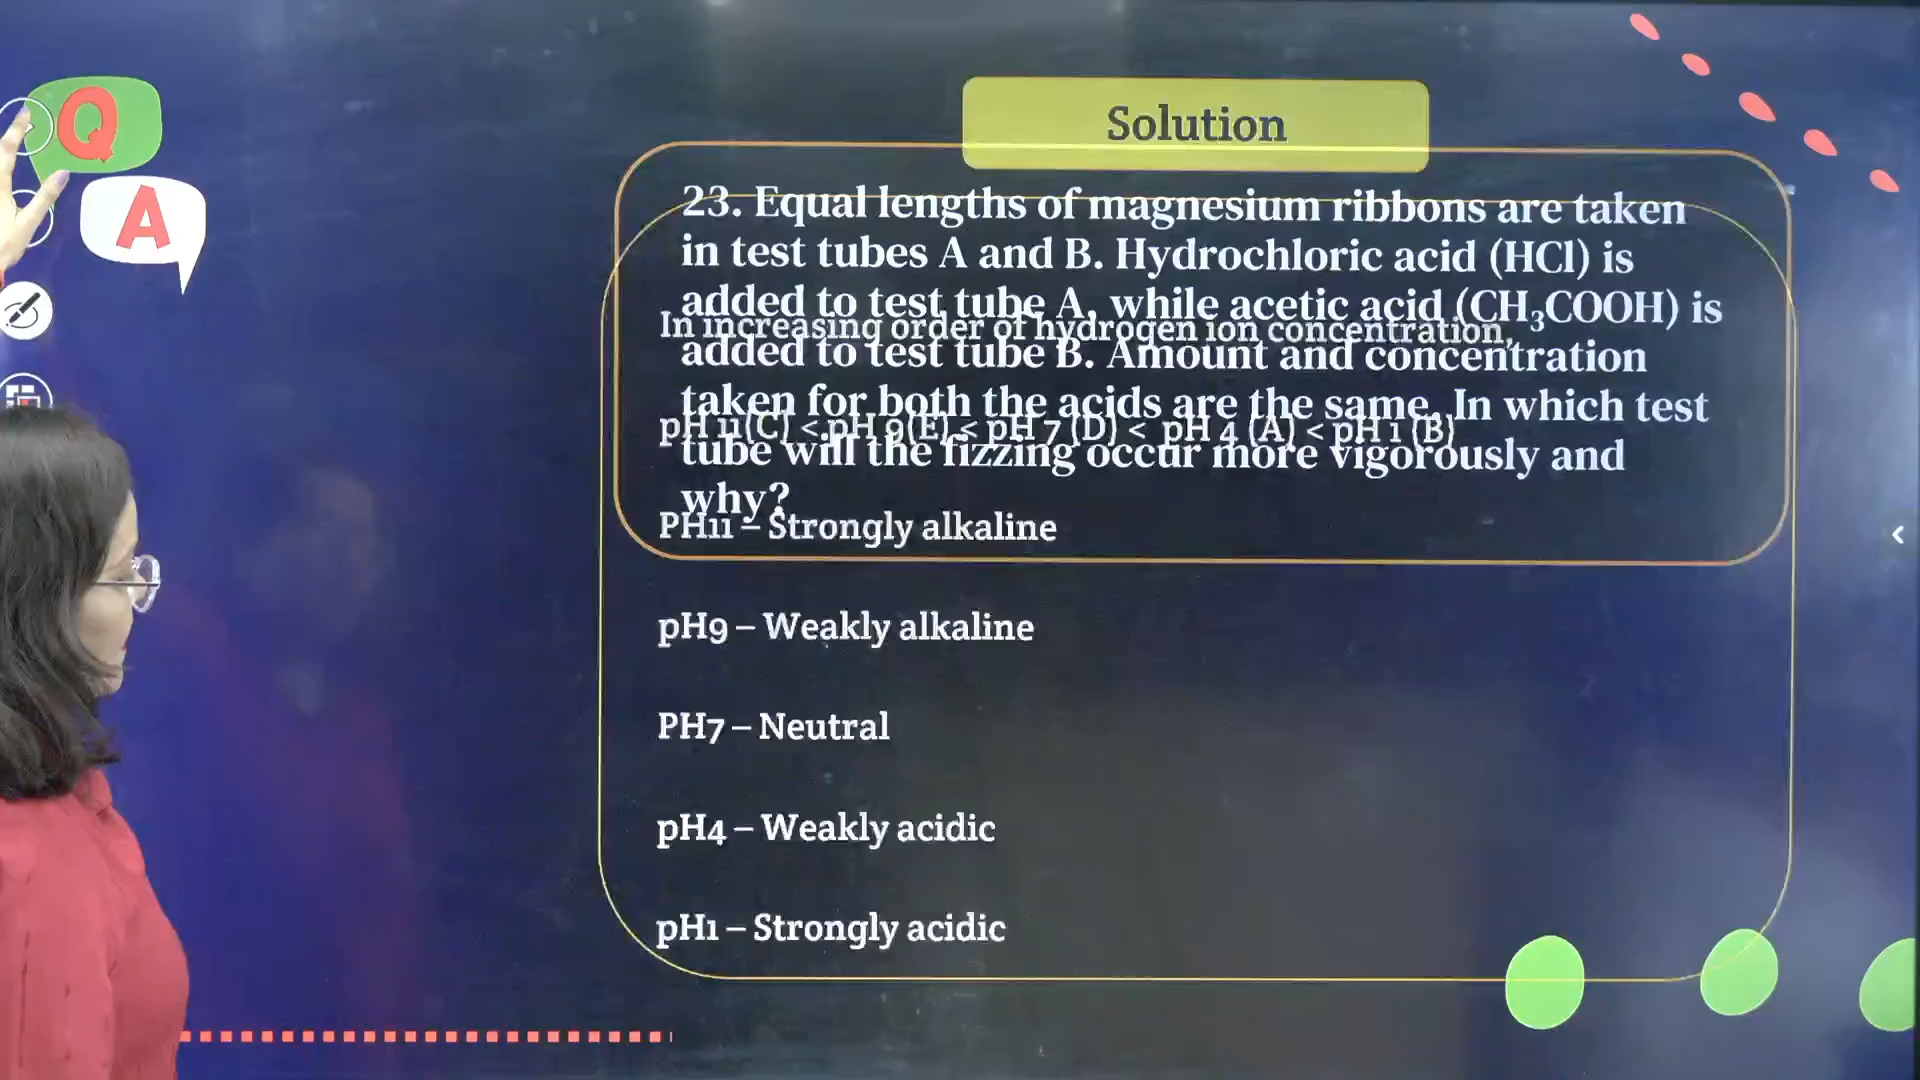 Q
A
Solution
23. Equal lengths of magnesium ribbons are taken
in test tubes A and B. Hydrochloric acid (HCl) is
added to test tube A, while acetic acid (CH₃COOH) is
In increasing order of hydrogen ion concentration,
added to test tube B. Amount and concentration
taken for both the acids are the same. In which test
pH 11(C) < pH 9(E) < pH 7 (D) < pH 4 (A) < pH 1 (B)
tube will the fizzing occur more vigorously and
why?
PH11 – Strongly alkaline
pH9 – Weakly alkaline
PH7 – Neutral
pH4 – Weakly acidic
pH1 – Strongly acidic